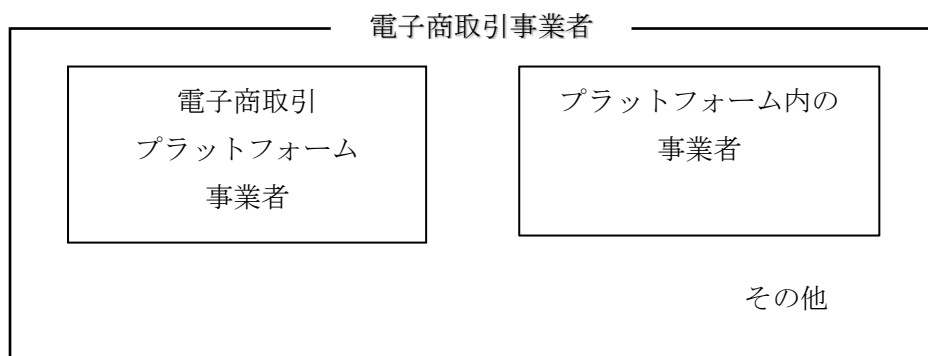 電子商取引事業者
電子商取引
プラットフォーム
事業者
プラットフォーム内の
事業者
その他